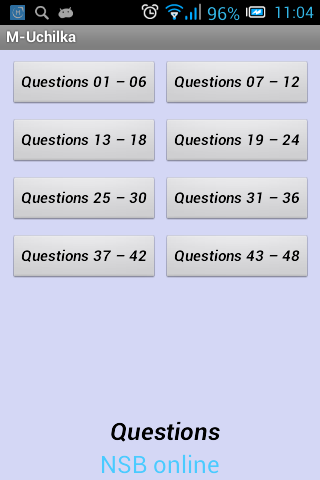 96% 11:04
M-Uchilka
Questions 01 – 06 Questions 07 – 12
Questions 13 – 18 Questions 19 – 24
Questions 25 – 30 Questions 31 – 36
Questions 37 – 42 Questions 43 – 48
Questions
NSB online